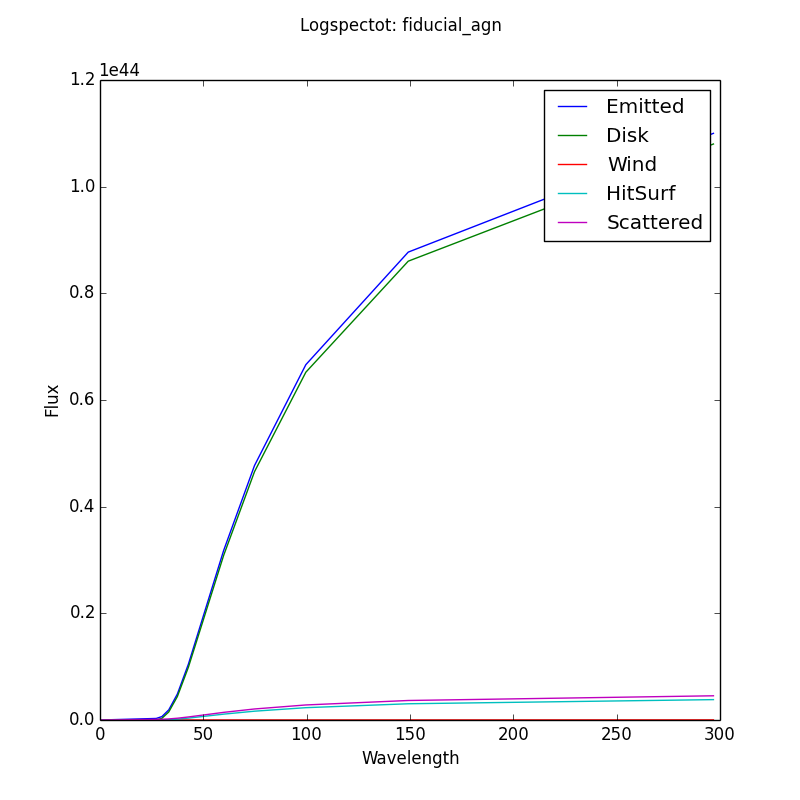 Logspectot: fiducial_agn
1e44
1.2
1.0
0.8
0.6
0.4
0.2
0.0
Flux
Emitted
Disk
Wind
HitSurf
Scattered
0 50 100 150 200 250 300
Wavelength